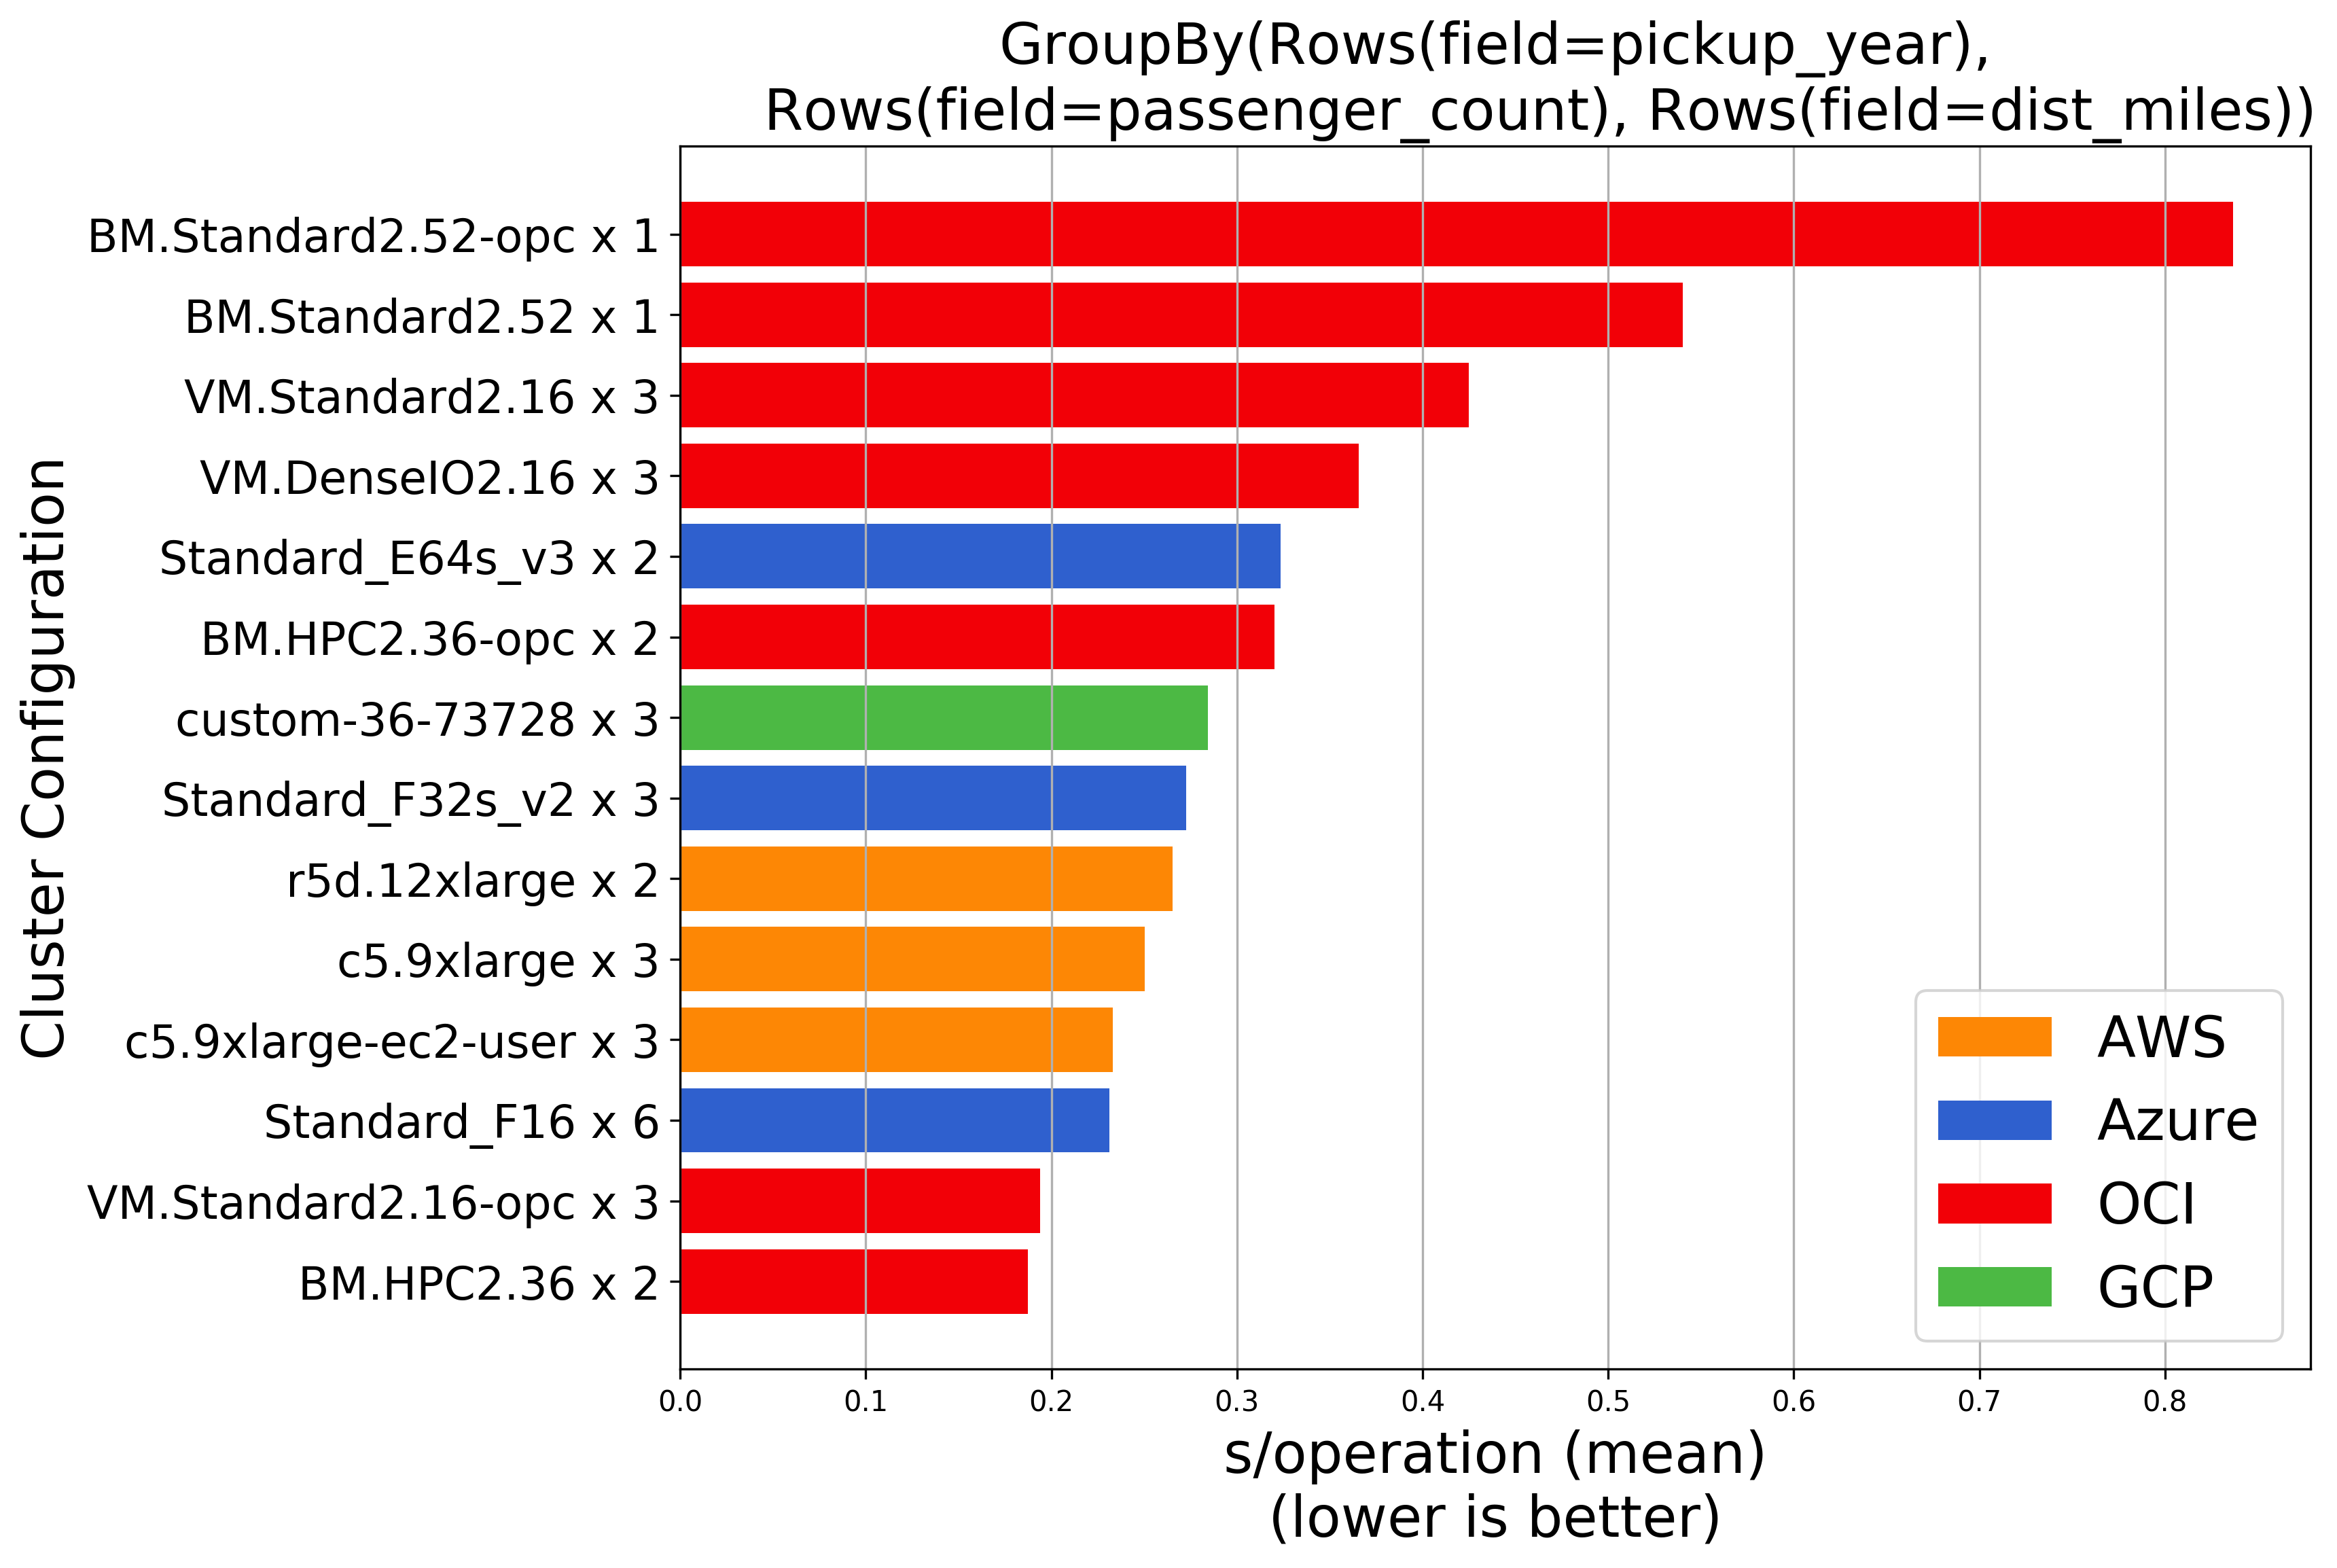 GroupBy(Rows(field=pickup_year),
Rows(field=passenger_count), Rows(field=dist_miles))
Cluster Configuration
BM.Standard2.52-opc x 1
BM.Standard2.52 x 1
VM.Standard2.16 x 3
VM.DenseIO2.16 x 3
Standard_E64s_v3 x 2
BM.HPC2.36-opc x 2
custom-36-73728 x 3
Standard_F32s_v2 x 3
r5d.12xlarge x 2
c5.9xlarge x 3
c5.9xlarge-ec2-user x 3
Standard_F16 x 6
VM.Standard2.16-opc x 3
BM.HPC2.36 x 2
AWS
Azure
OCI
GCP
0.0 0.1 0.2 0.3 0.4 0.5 0.6 0.7 0.8
s/operation (mean)
(lower is better)